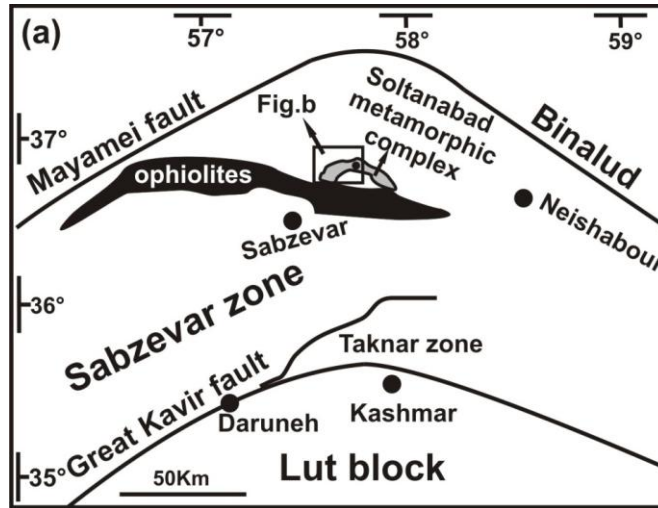 (a)
57°
58°
59°
Mayamei fault
Fig.b
Soltanabad
metamorphic
complex
Binalud
37°
ophiolites
Sabzevar
Neishabour
36°
Sabzevar zone
Taknar zone
Great Kavir fault
Daruneh
Kashmar
35°
50Km
Lut block